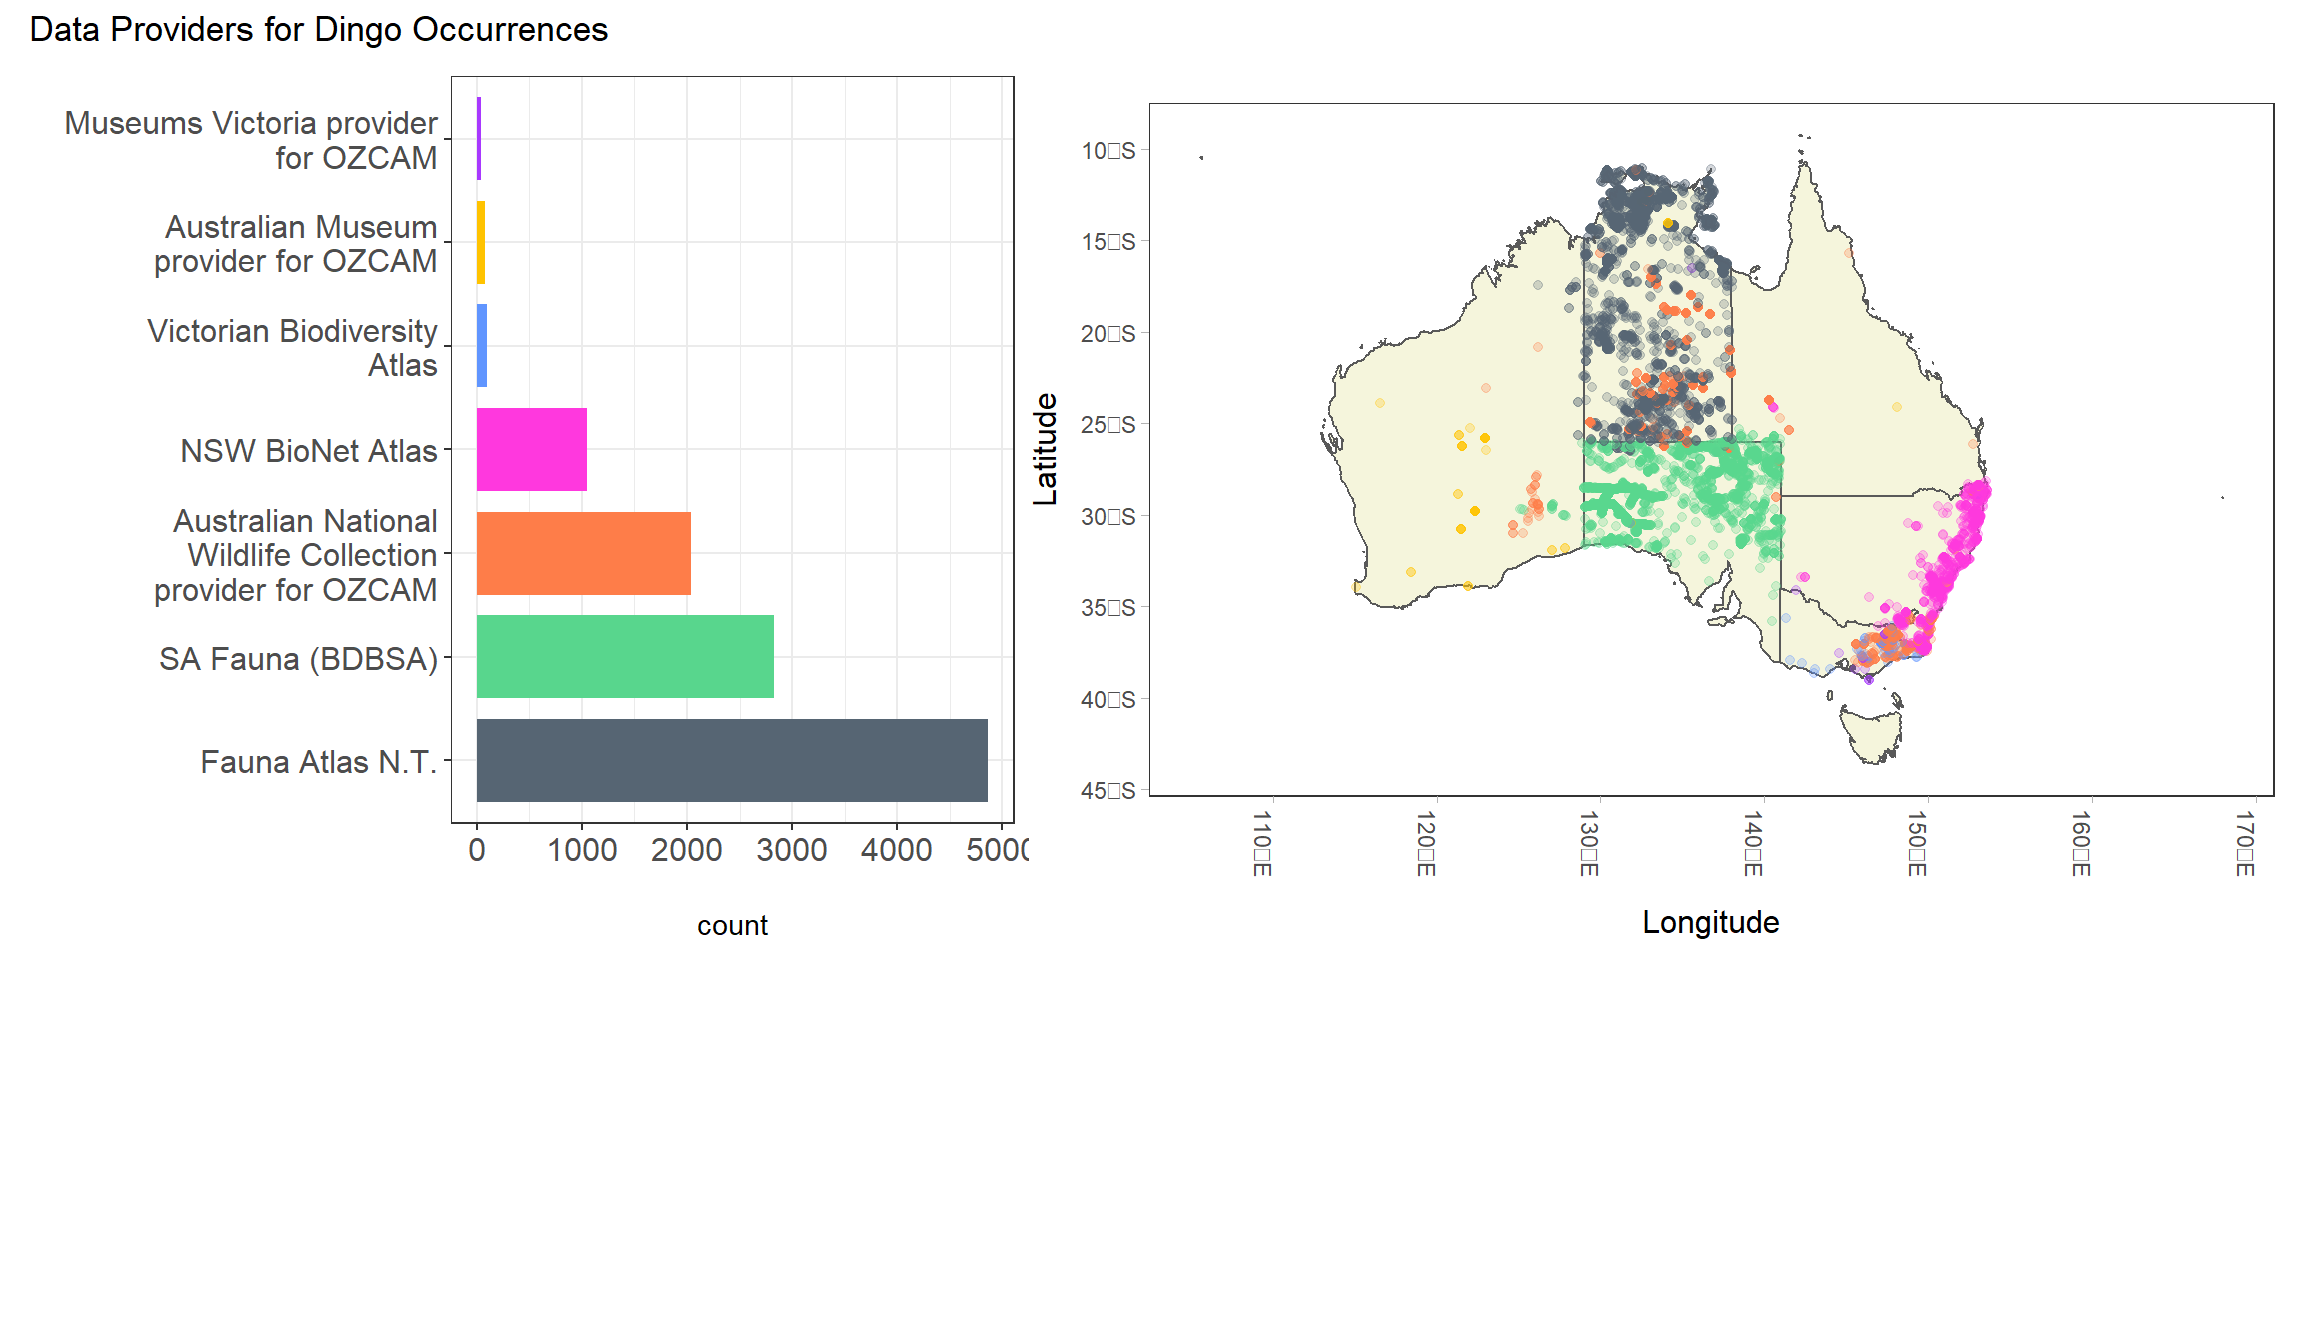 Data Providers for Dingo Occurrences
Museums Victoria provider
for OZCAM
Australian Museum
provider for OZCAM
Victorian Biodiversity
Atlas
NSW BioNet Atlas
Australian National
Wildlife Collection
provider for OZCAM
SA Fauna (BDBSA)
Fauna Atlas N.T.
0 1000 2000 3000 4000 5000
count
Latitude
10□S
15□S
20□S
25□S
30□S
35□S
40□S
45□S
110□E
120□E
130□E
140□E
150□E
160□E
170□E
Longitude